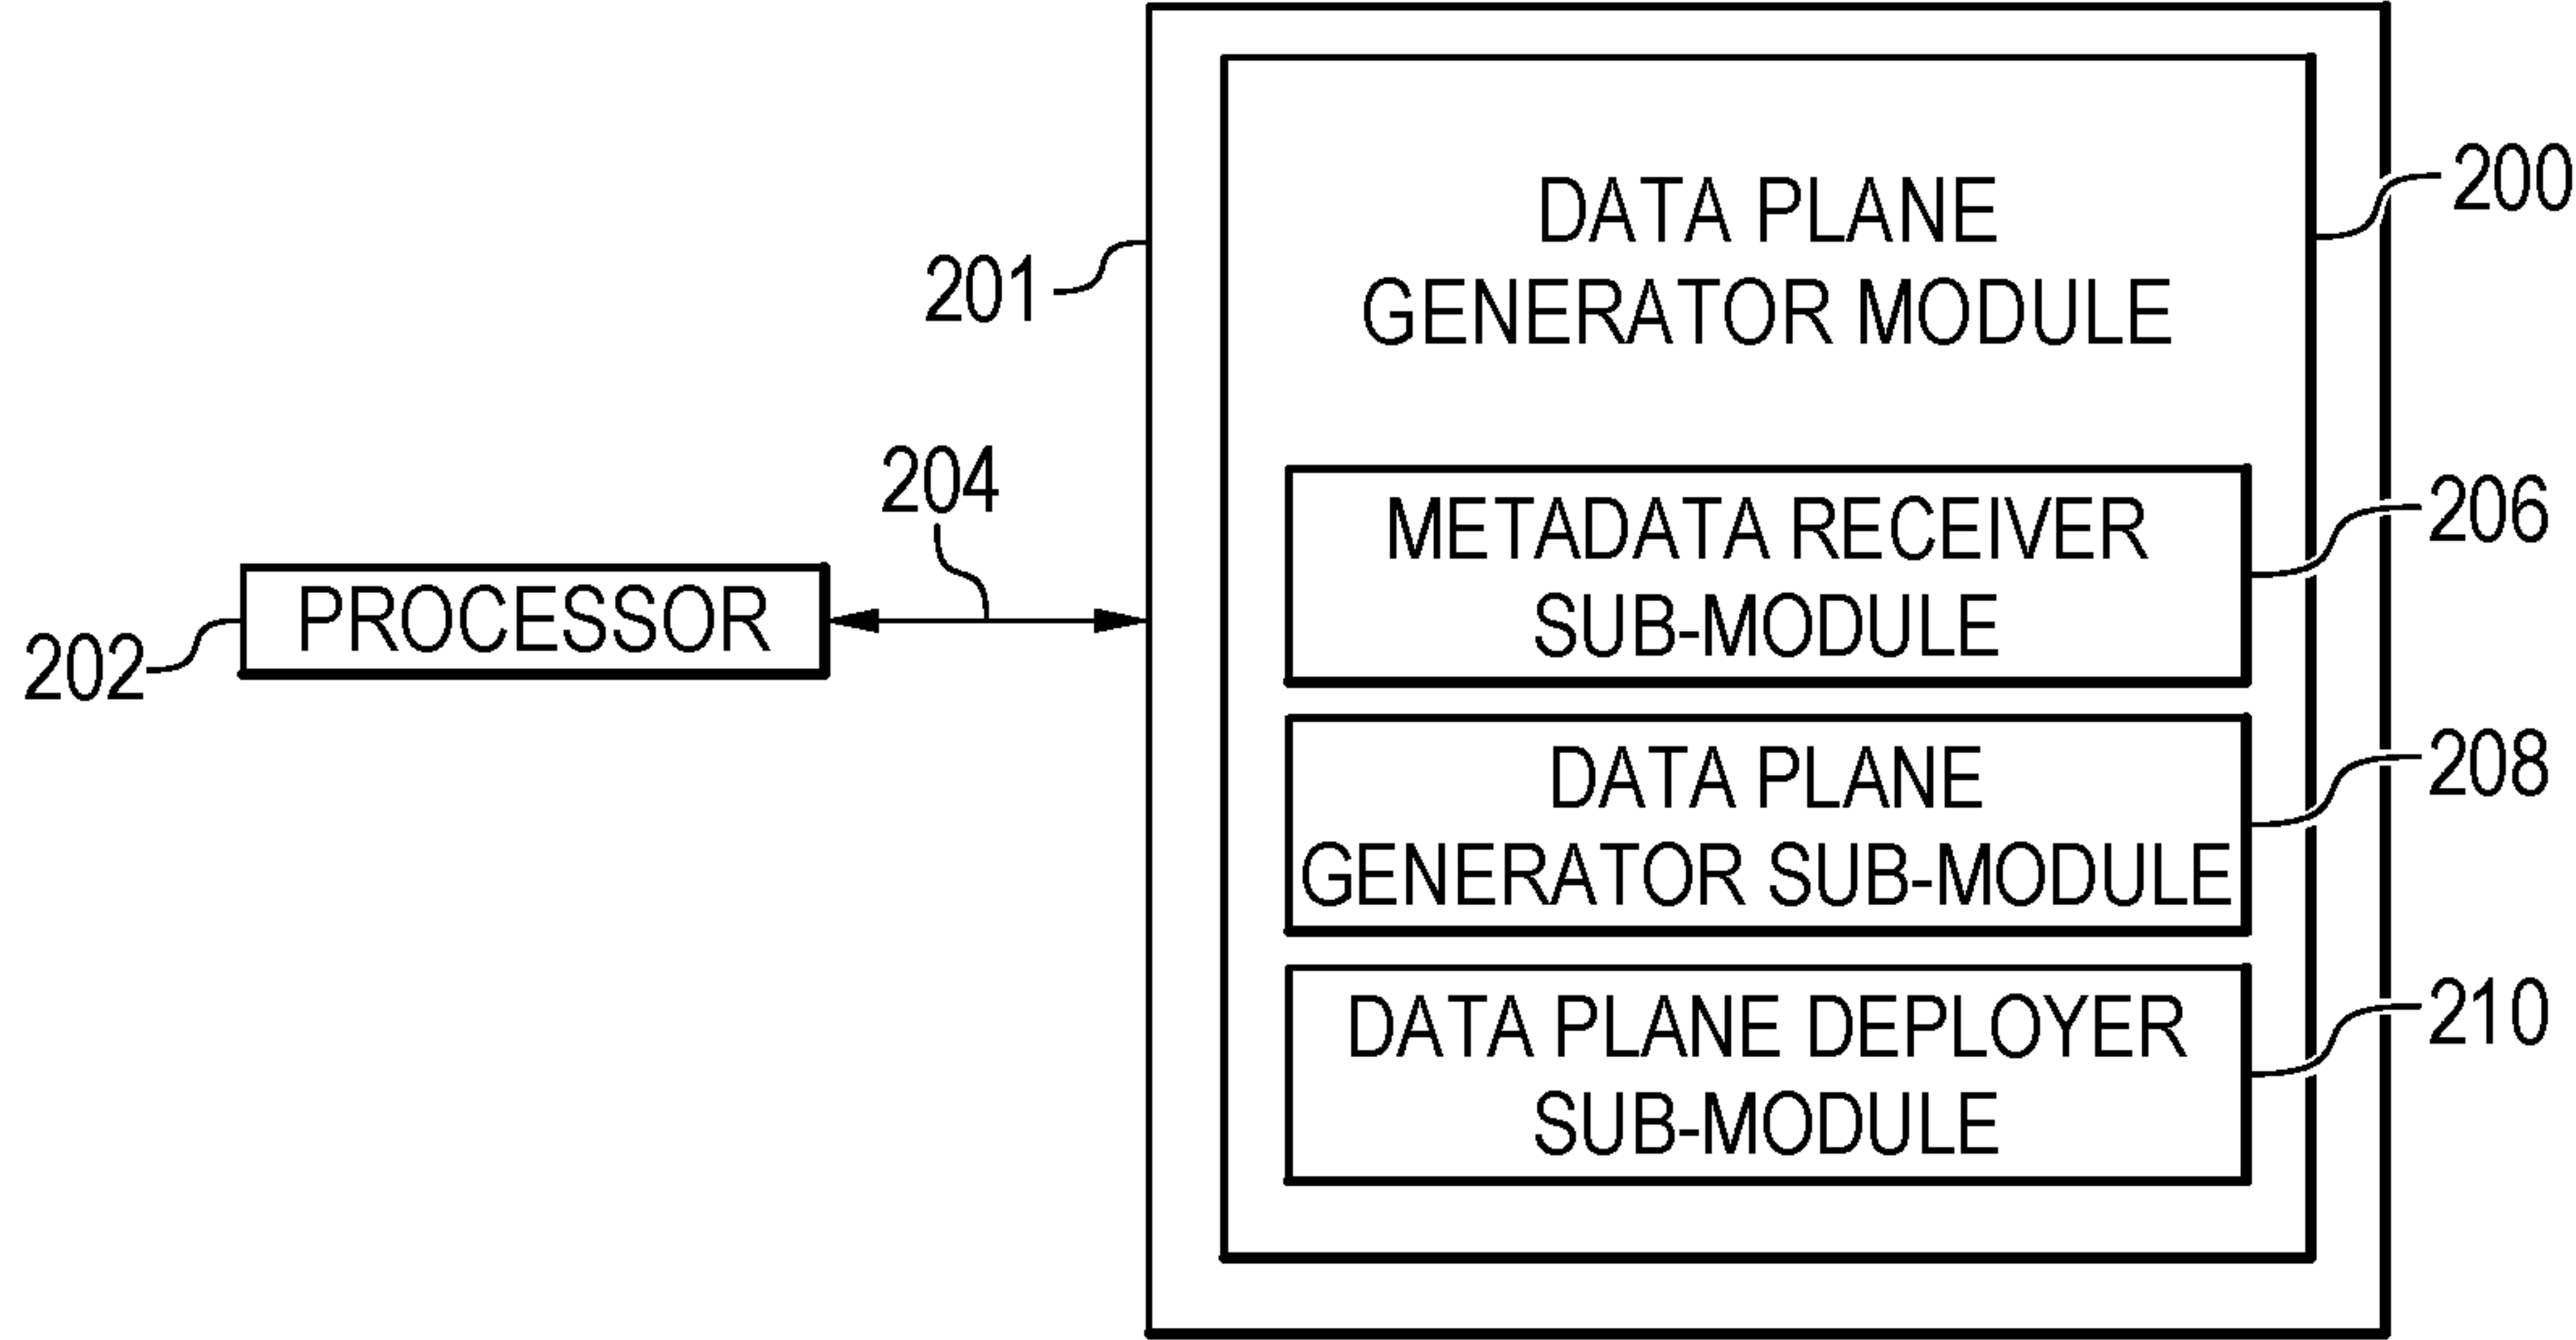 DATA PLANE
GENERATOR MODULE
200
201
METADATA RECEIVER
SUB-MODULE
206
204
PROCESSOR
202
DATA PLANE
GENERATOR SUB-MODULE
208
DATA PLANE DEPLOYER
SUB-MODULE
210